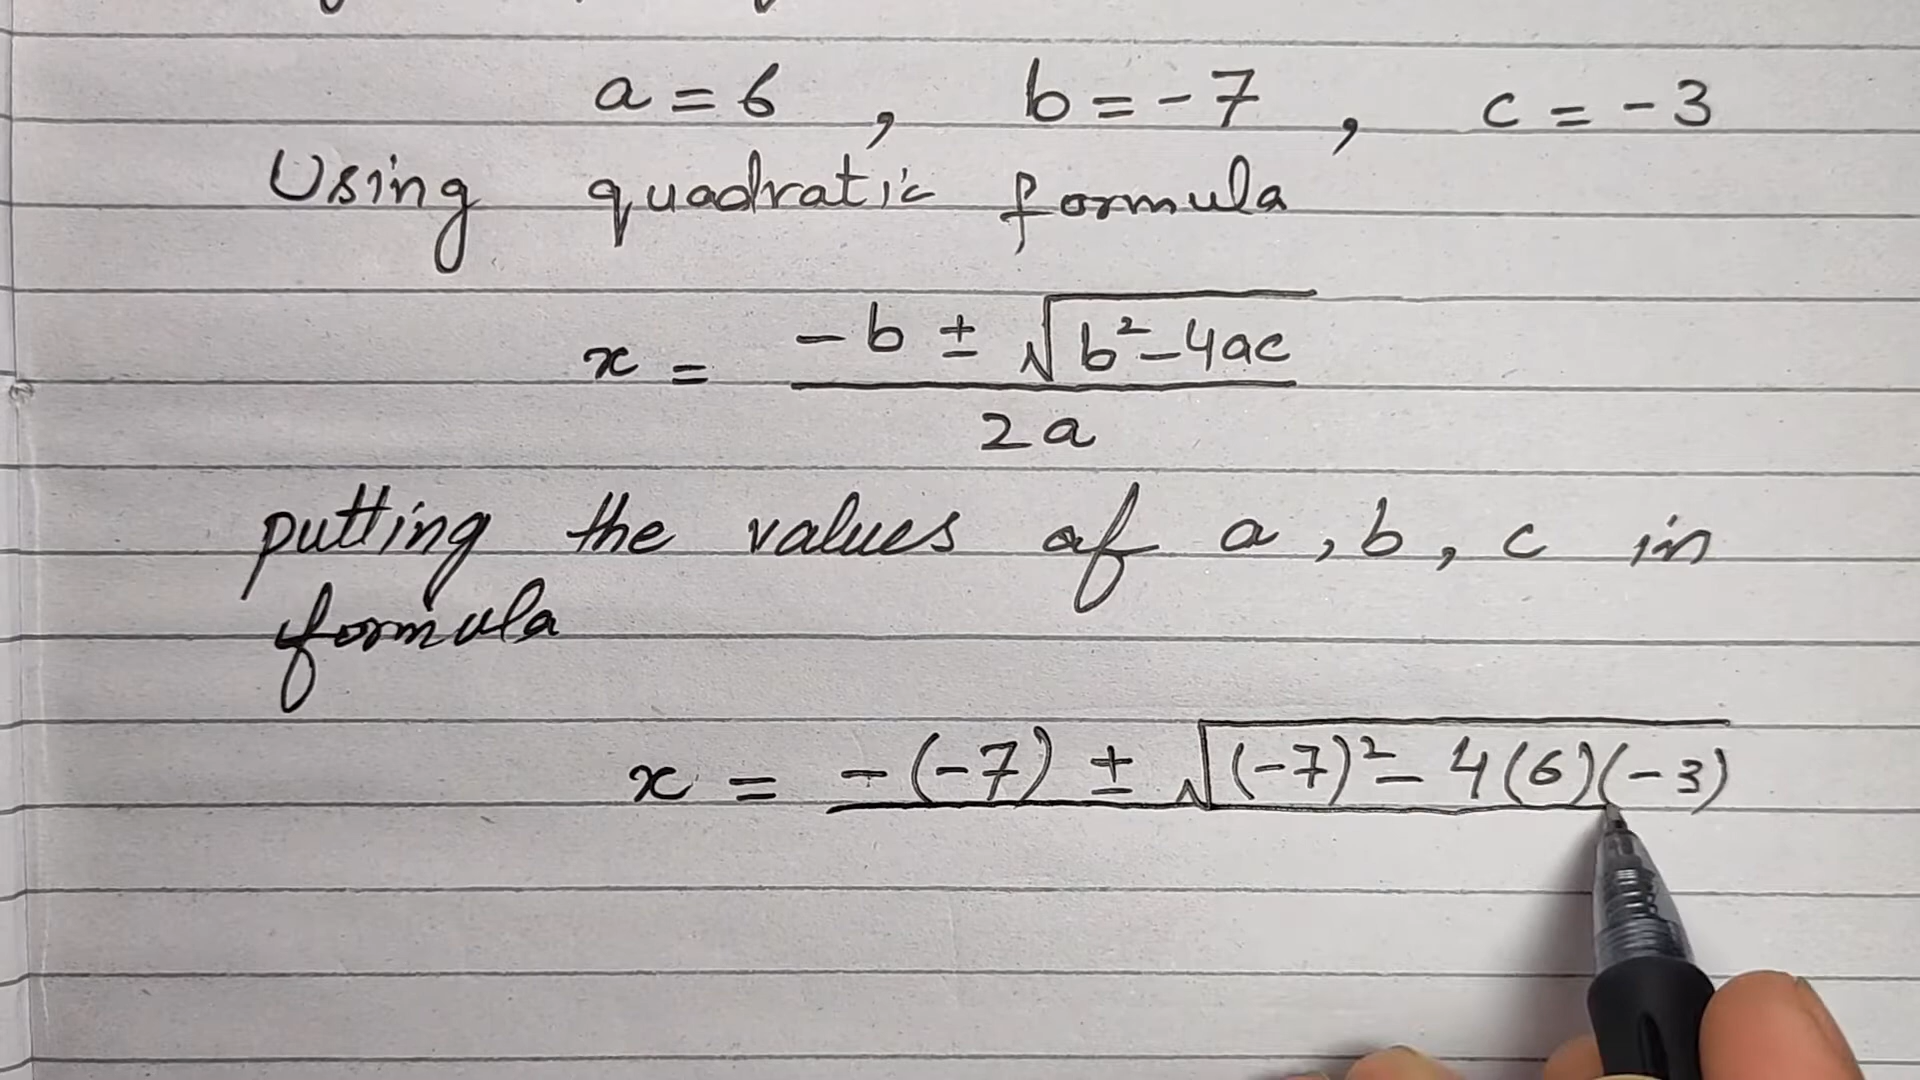 a = 6 , b = -7 , c = -3
Using quadratic formula
x = -b ± √b²-4ac
2a
putting the values of a, b, c in
formula
x = -(-7) ± √(-7)² - 4(6)(-3)